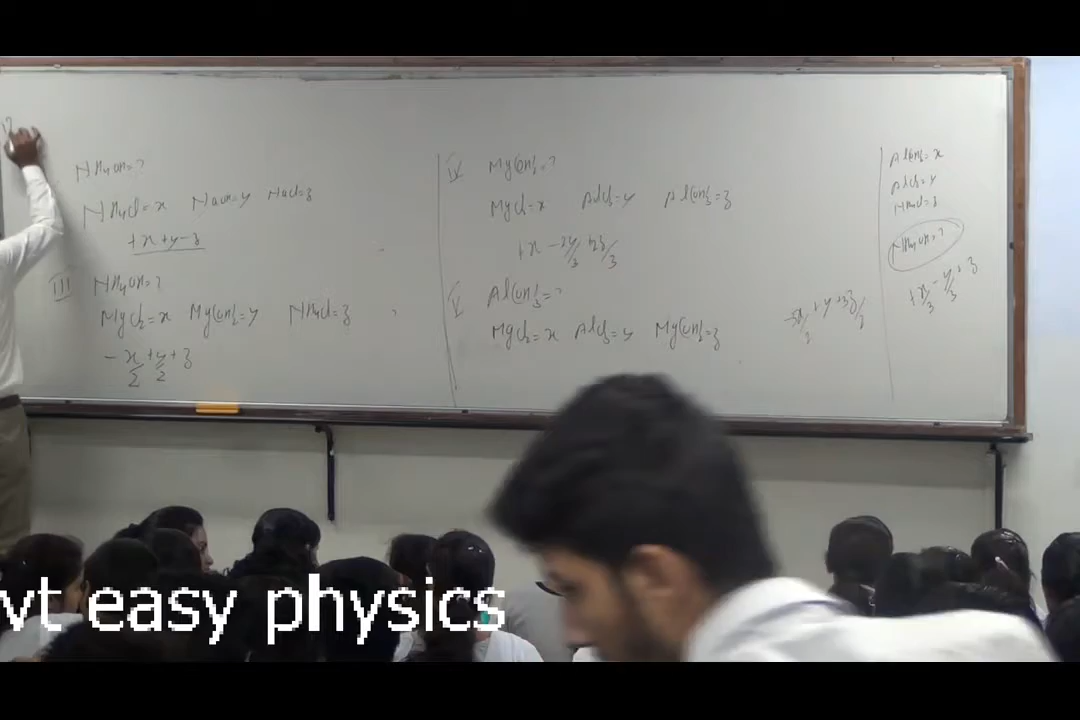 NH₄OH=?
NH₄Cl=x NaOH=y NaCl=z
+x+y-z
III NH₄OH=?
MgCl₂=x Mg(OH)₂=y NH₄Cl=z
- x/2 + y/2 + z
IV Mg(OH)₂=?
MgCl₂=x AlCl₃=y Al(OH)₃=z
+x - 2y/3 + 2z/3
V Al(OH)₃=?
MgCl₂=x AlCl₃=y Mg(OH)₂=z
Al(OH)₃=x
AlCl₃=y
NH₄Cl=z
NH₄OH=?
+x/3 - y/3 + z
vt easy physics